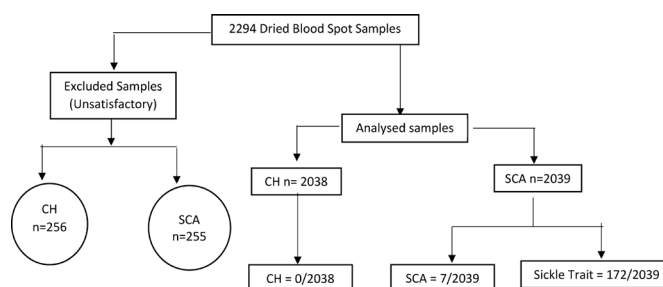 2294 Dried Blood Spot Samples
Excluded Samples
(Unsatisfactory)
Analysed samples
CH
n=256
SCA
n=255
CH n= 2038
SCA n=2039
CH = 0/2038
SCA = 7/2039
Sickle Trait = 172/2039